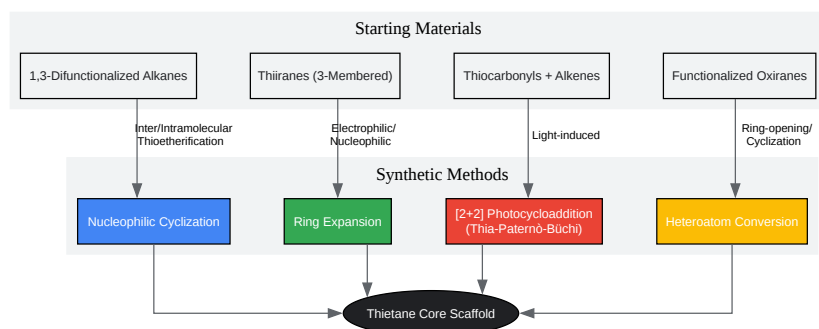 Starting Materials
1,3-Difunctionalized Alkanes
Thiiranes (3-Membered)
Thiocarbonyls + Alkenes
Functionalized Oxiranes
Inter/Intramolecular
Thioetherification
Electrophilic/
Nucleophilic
Light-induced
Ring-opening/
Cyclization
Synthetic Methods
Nucleophilic Cyclization
Ring Expansion
[2+2] Photocycloaddition
(Thia-Paternò-Büchi)
Heteroatom Conversion
Thietane Core Scaffold